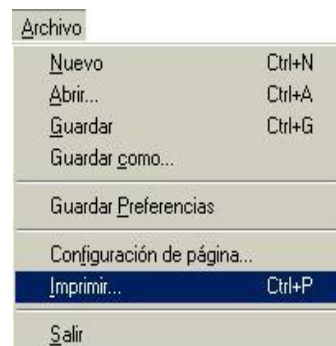 Archivo
Nuevo Ctrl+N
Abrir... Ctrl+A
Guardar Ctrl+G
Guardar como...
Guardar Preferencias
Configuración de página...
Imprimir... Ctrl+P
Salir